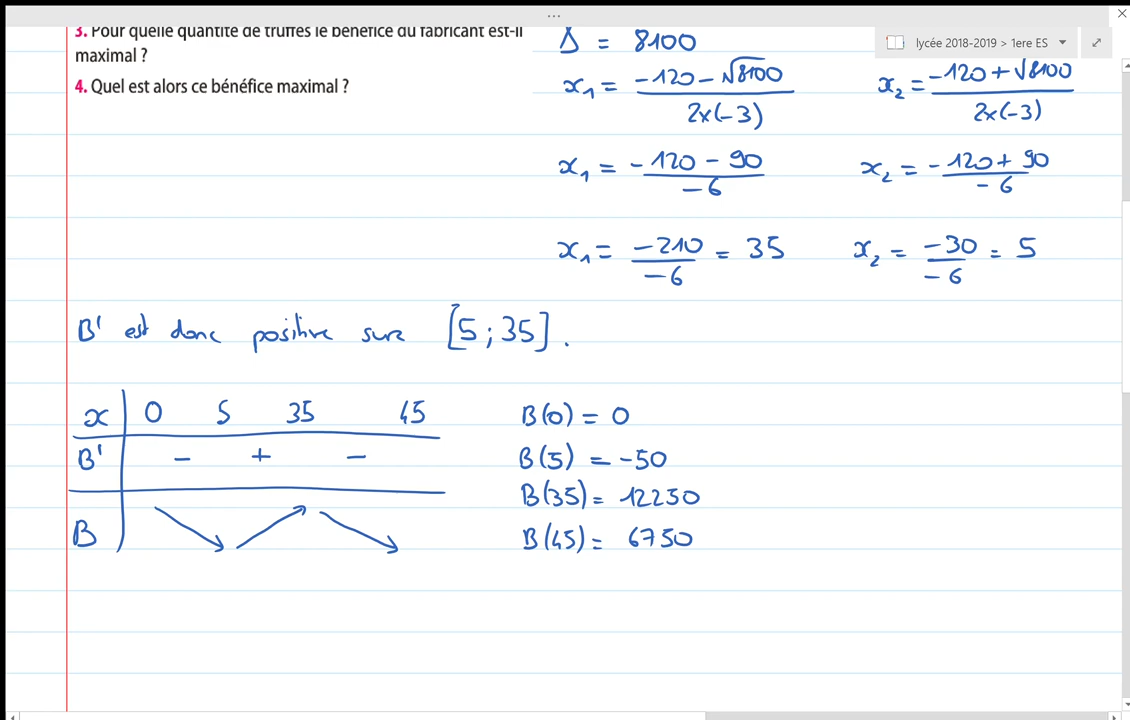 3. Pour quelle quantité de truffes le bénéfice du fabricant est-il
maximal ?
4. Quel est alors ce bénéfice maximal ?
lycée 2018-2019 > 1ere ES
Δ = 8100
x₁ = (-120 - √8100) / (2×(-3))    x₂ = (-120 + √8100) / (2×(-3))
x₁ = (-120 - 90) / -6    x₂ = (-120 + 90) / -6
x₁ = -210 / -6 = 35    x₂ = -30 / -6 = 5
B' est donc positive sur [5 ; 35].
x 0 5 35 45
B' - + -
B
B(0) = 0
B(5) = -50
B(35) = 12250
B(45) = 6750